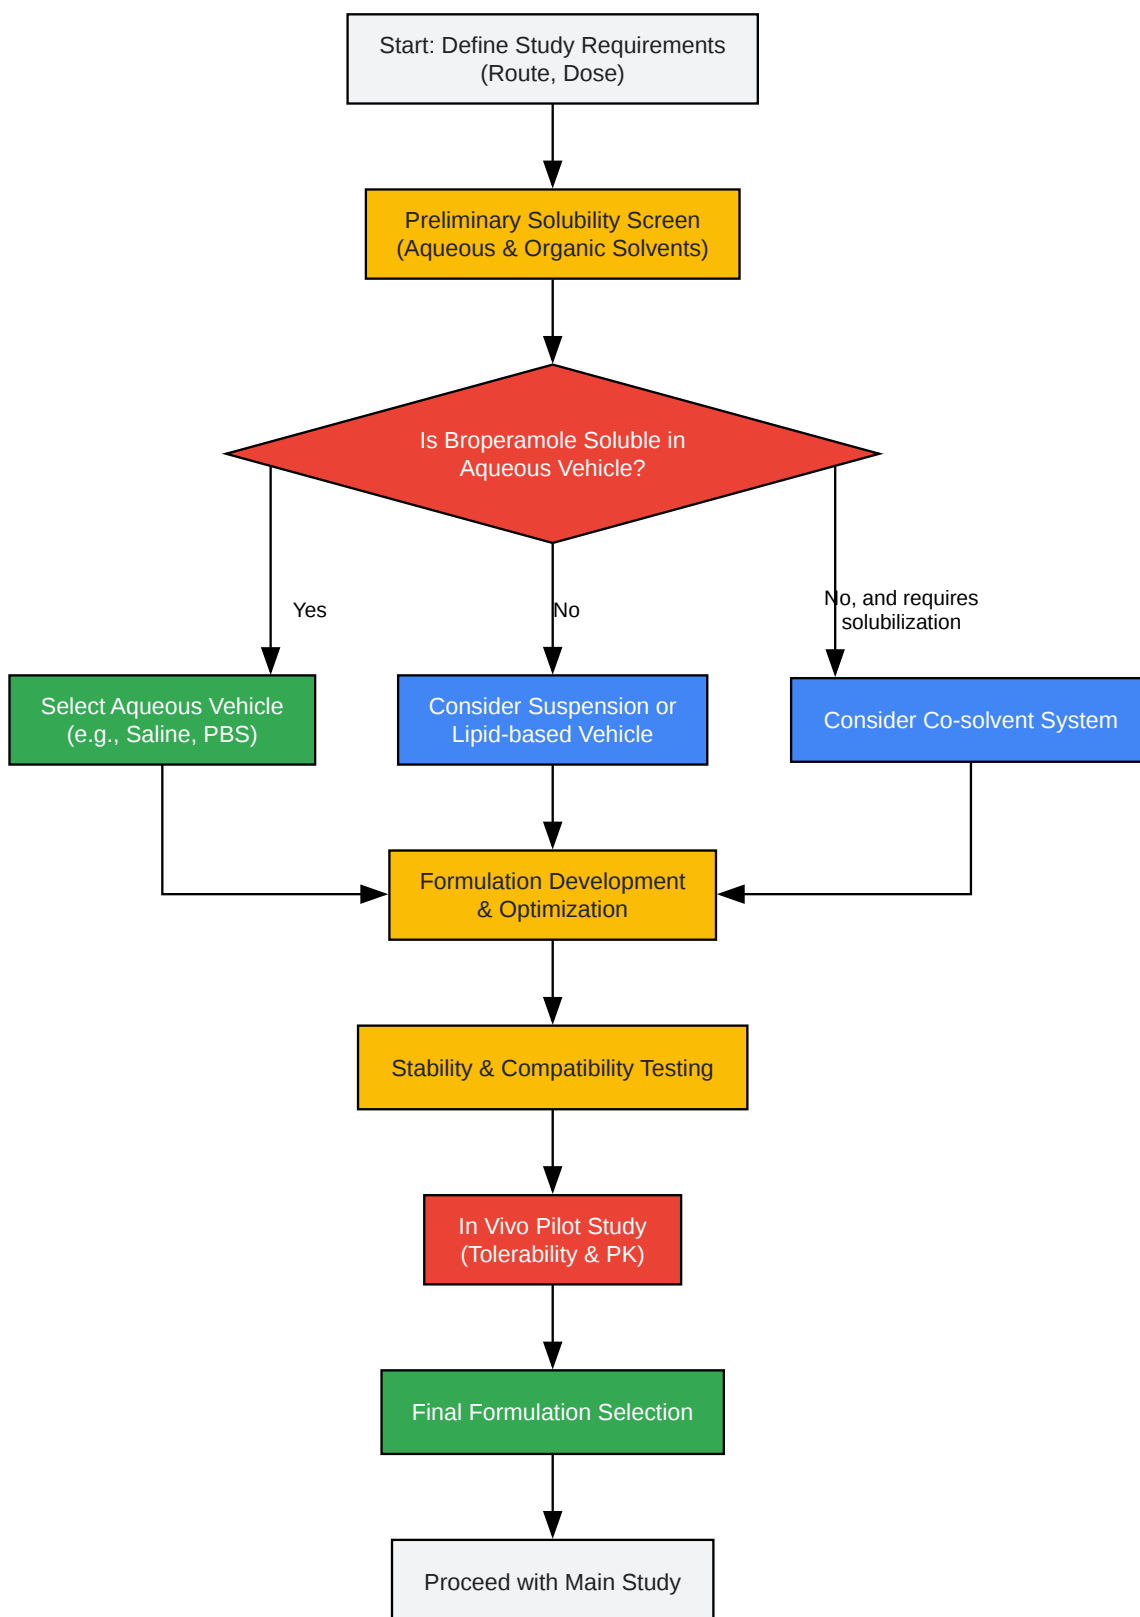 Start: Define Study Requirements
(Route, Dose)
Preliminary Solubility Screen
(Aqueous & Organic Solvents)
Is Broperamole Soluble in
Aqueous Vehicle?
Yes
No
No, and requires
solubilization
Select Aqueous Vehicle
(e.g., Saline, PBS)
Consider Suspension or
Lipid-based Vehicle
Consider Co-solvent System
Formulation Development
& Optimization
Stability & Compatibility Testing
In Vivo Pilot Study
(Tolerability & PK)
Final Formulation Selection
Proceed with Main Study